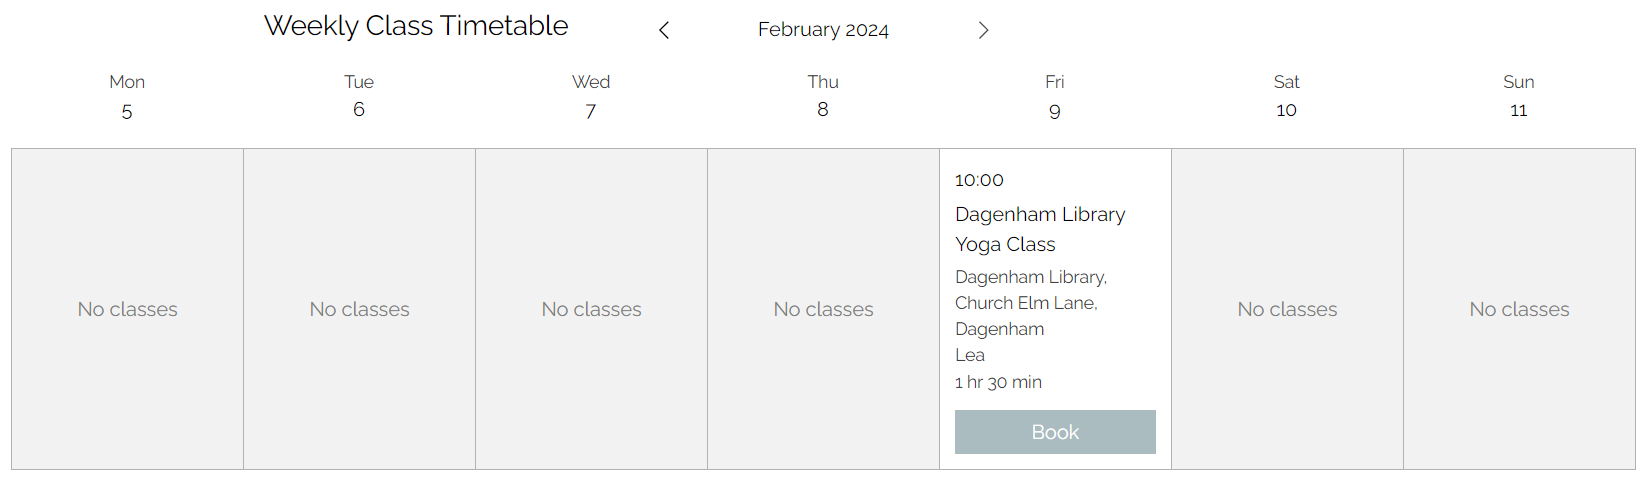 Weekly Class Timetable
February 2024
Mon Tue Wed Thu Fri Sat Sun
5 6 7 8 9 10 11
No classes
No classes
No classes
No classes
10:00
Dagenham Library
Yoga Class
Dagenham Library,
Church Elm Lane,
Dagenham
Lea
1 hr 30 min
Book
No classes
No classes